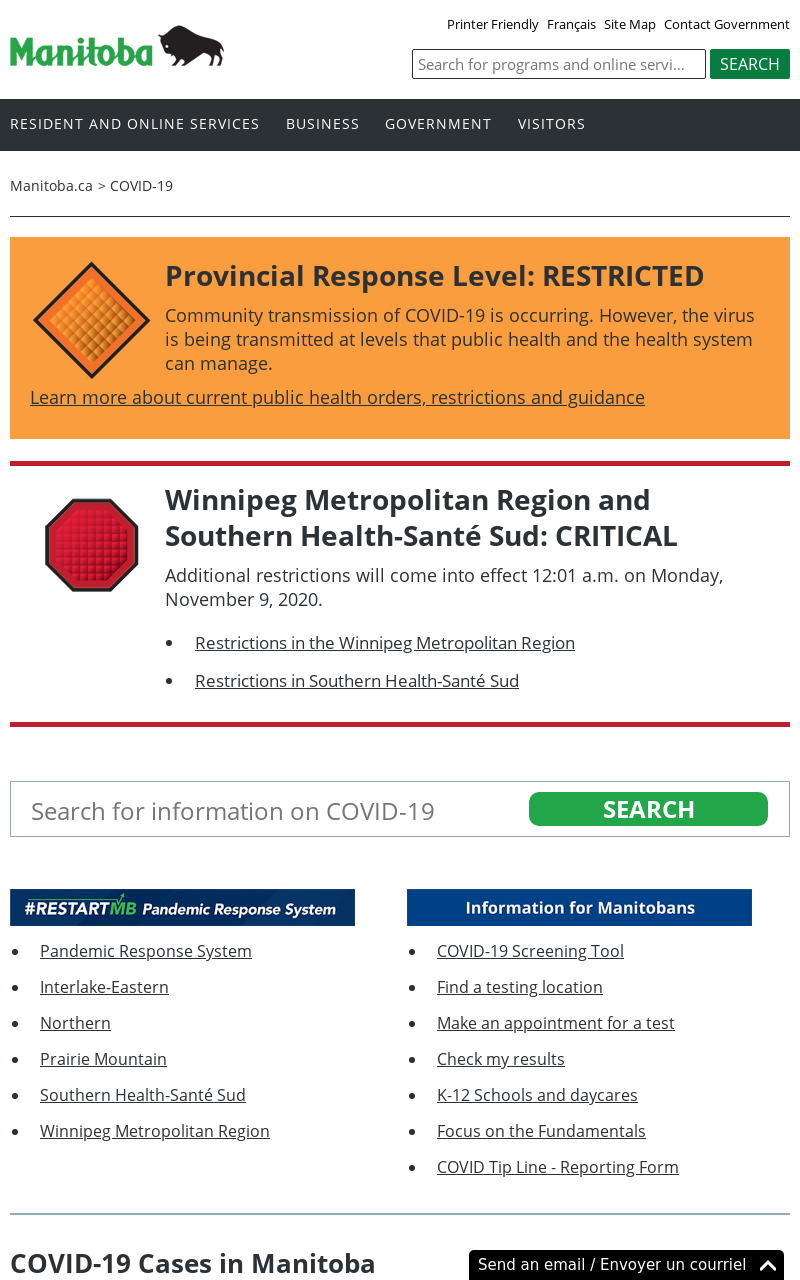 Manitoba
Printer Friendly Français Site Map Contact Government
Search for programs and online servi...
SEARCH
RESIDENT AND ONLINE SERVICES BUSINESS GOVERNMENT VISITORS
Manitoba.ca > COVID-19
Provincial Response Level: RESTRICTED
Community transmission of COVID-19 is occurring. However, the virus
is being transmitted at levels that public health and the health system
can manage.
Learn more about current public health orders, restrictions and guidance
Winnipeg Metropolitan Region and
Southern Health-Santé Sud: CRITICAL
Additional restrictions will come into effect 12:01 a.m. on Monday,
November 9, 2020.
Restrictions in the Winnipeg Metropolitan Region
Restrictions in Southern Health-Santé Sud
Search for information on COVID-19
SEARCH
#RESTARTMB Pandemic Response System
Pandemic Response System
Interlake-Eastern
Northern
Prairie Mountain
Southern Health-Santé Sud
Winnipeg Metropolitan Region
Information for Manitobans
COVID-19 Screening Tool
Find a testing location
Make an appointment for a test
Check my results
K-12 Schools and daycares
Focus on the Fundamentals
COVID Tip Line - Reporting Form
COVID-19 Cases in Manitoba
Send an email / Envoyer un courriel